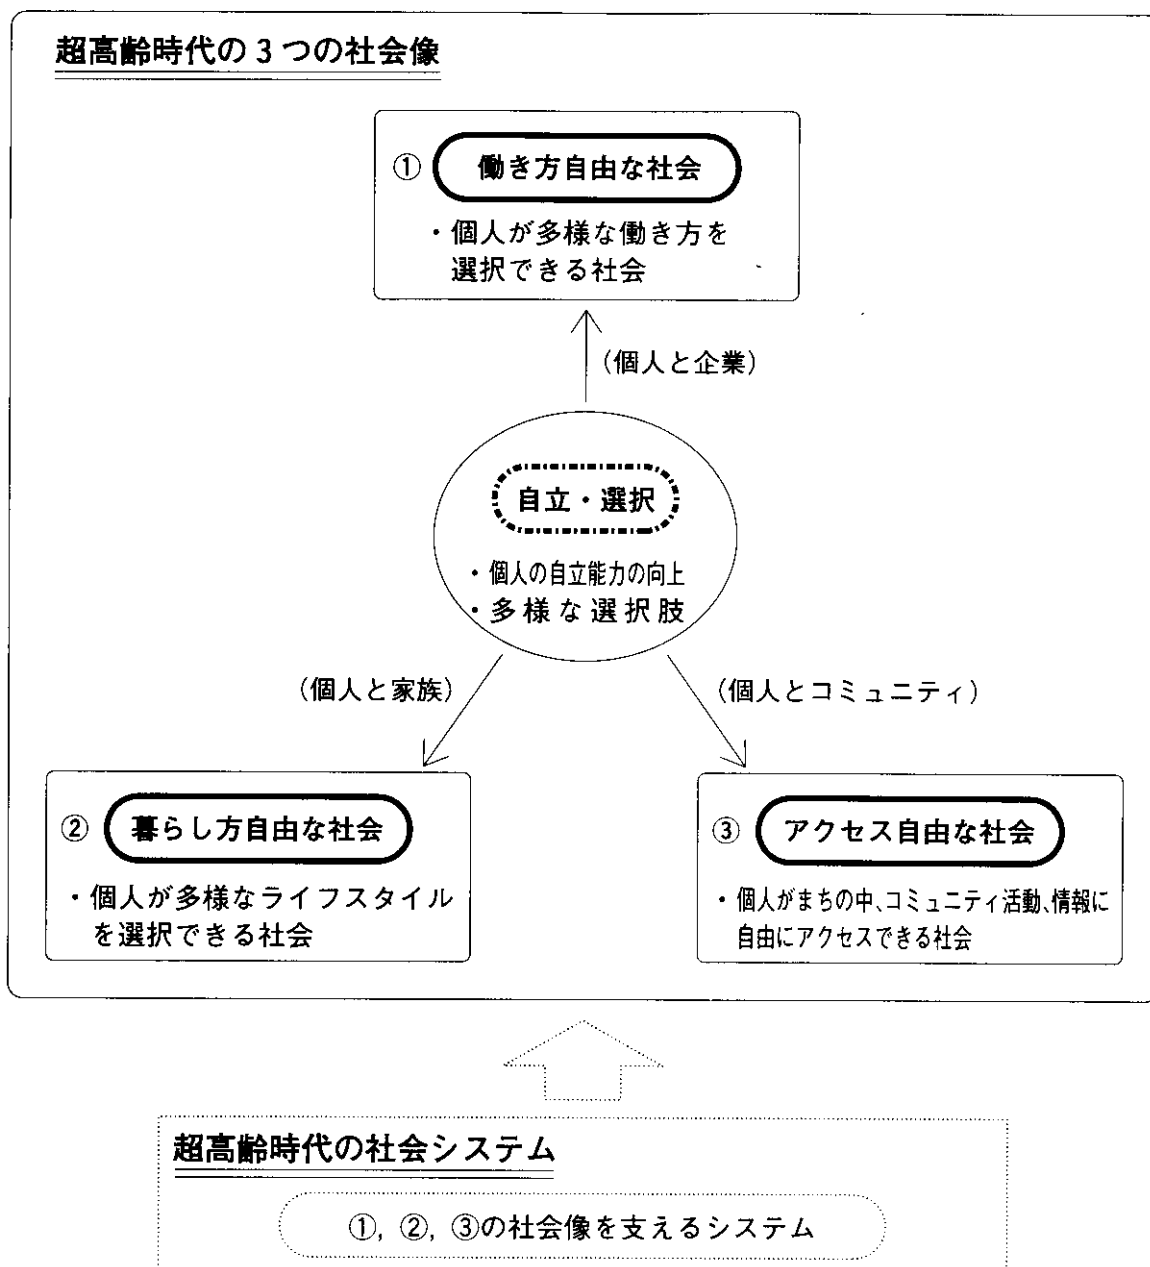 超高齢時代の3つの社会像
① 働き方自由な社会
・個人が多様な働き方を
選択できる社会
(個人と企業)
自立・選択
・個人の自立能力の向上
・多様な選択肢
(個人と家族)
(個人とコミュニティ)
② 暮らし方自由な社会
・個人が多様なライフスタイル
を選択できる社会
③ アクセス自由な社会
・個人がまちの中、コミュニティ活動、情報に
自由にアクセスできる社会
超高齢時代の社会システム
①, ②, ③の社会像を支えるシステム